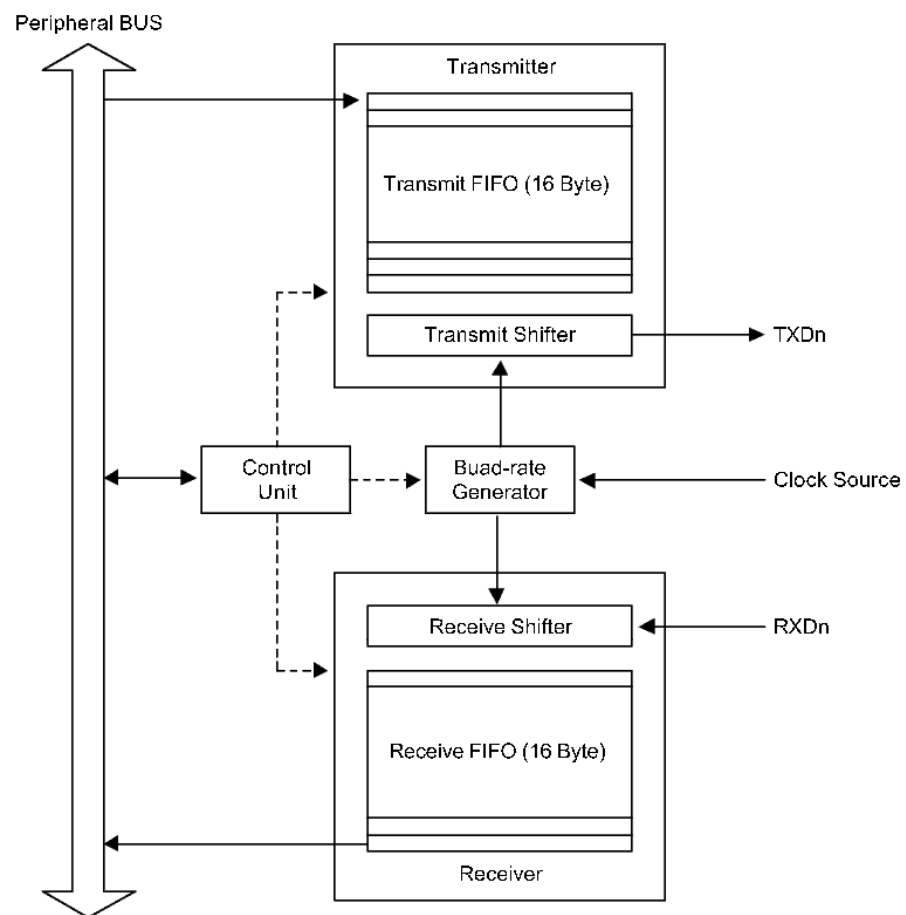 Peripheral BUS
Transmitter
Transmit FIFO (16 Byte)
Transmit Shifter
TXDn
Control
Unit
Buad-rate
Generator
Clock Source
Receive Shifter
RXDn
Receive FIFO (16 Byte)
Receiver